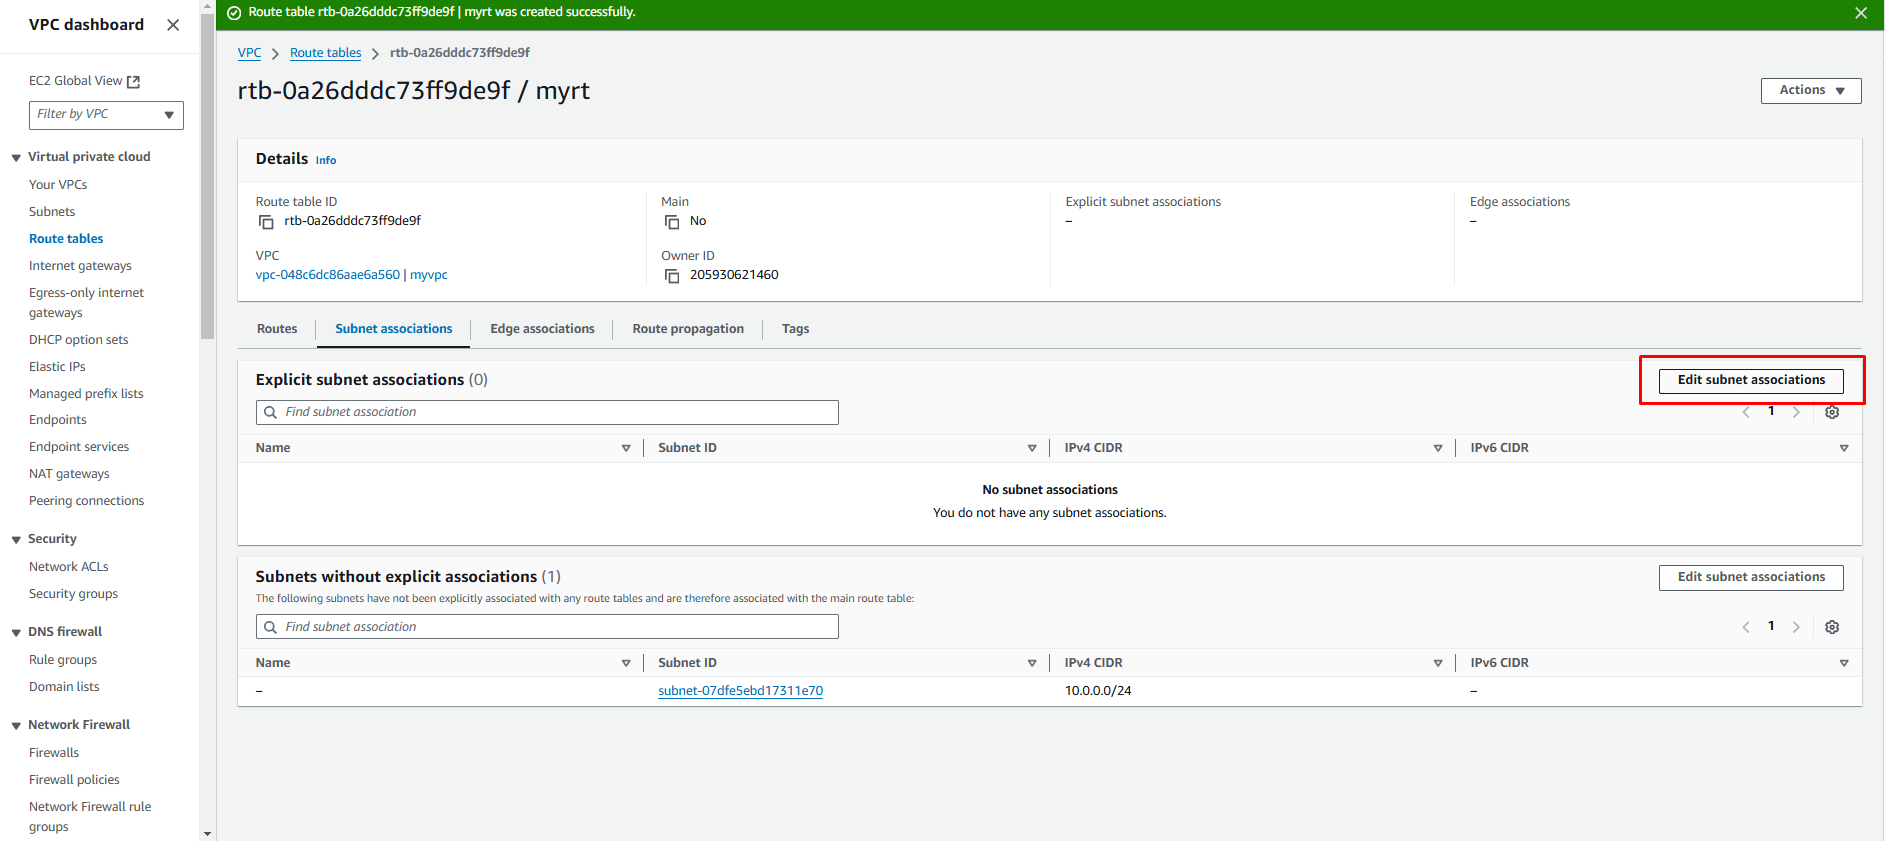 VPC dashboard
EC2 Global View
Filter by VPC
Virtual private cloud
Your VPCs
Subnets
Route tables
Internet gateways
Egress-only internet
gateways
DHCP option sets
Elastic IPs
Managed prefix lists
Endpoints
Endpoint services
NAT gateways
Peering connections
Security
Network ACLs
Security groups
DNS firewall
Rule groups
Domain lists
Network Firewall
Firewalls
Firewall policies
Network Firewall rule
groups
Route table rtb-0a26dddc73ff9de9f | myrt was created successfully.
VPC > Route tables > rtb-0a26dddc73ff9de9f
rtb-0a26dddc73ff9de9f / myrt
Actions
Details Info
Route table ID
rtb-0a26dddc73ff9de9f
VPC
vpc-048c6dc86aae6a560 | myvpc
Main
No
Owner ID
205930621460
Explicit subnet associations
–
Edge associations
–
Routes Subnet associations Edge associations Route propagation Tags
Explicit subnet associations (0)
Edit subnet associations
Find subnet association
1
Name Subnet ID IPv4 CIDR IPv6 CIDR
No subnet associations
You do not have any subnet associations.
Subnets without explicit associations (1)
Edit subnet associations
The following subnets have not been explicitly associated with any route tables and are therefore associated with the main route table:
Find subnet association
1
Name Subnet ID IPv4 CIDR IPv6 CIDR
– subnet-07dfe5ebd17311e70 10.0.0.0/24 –